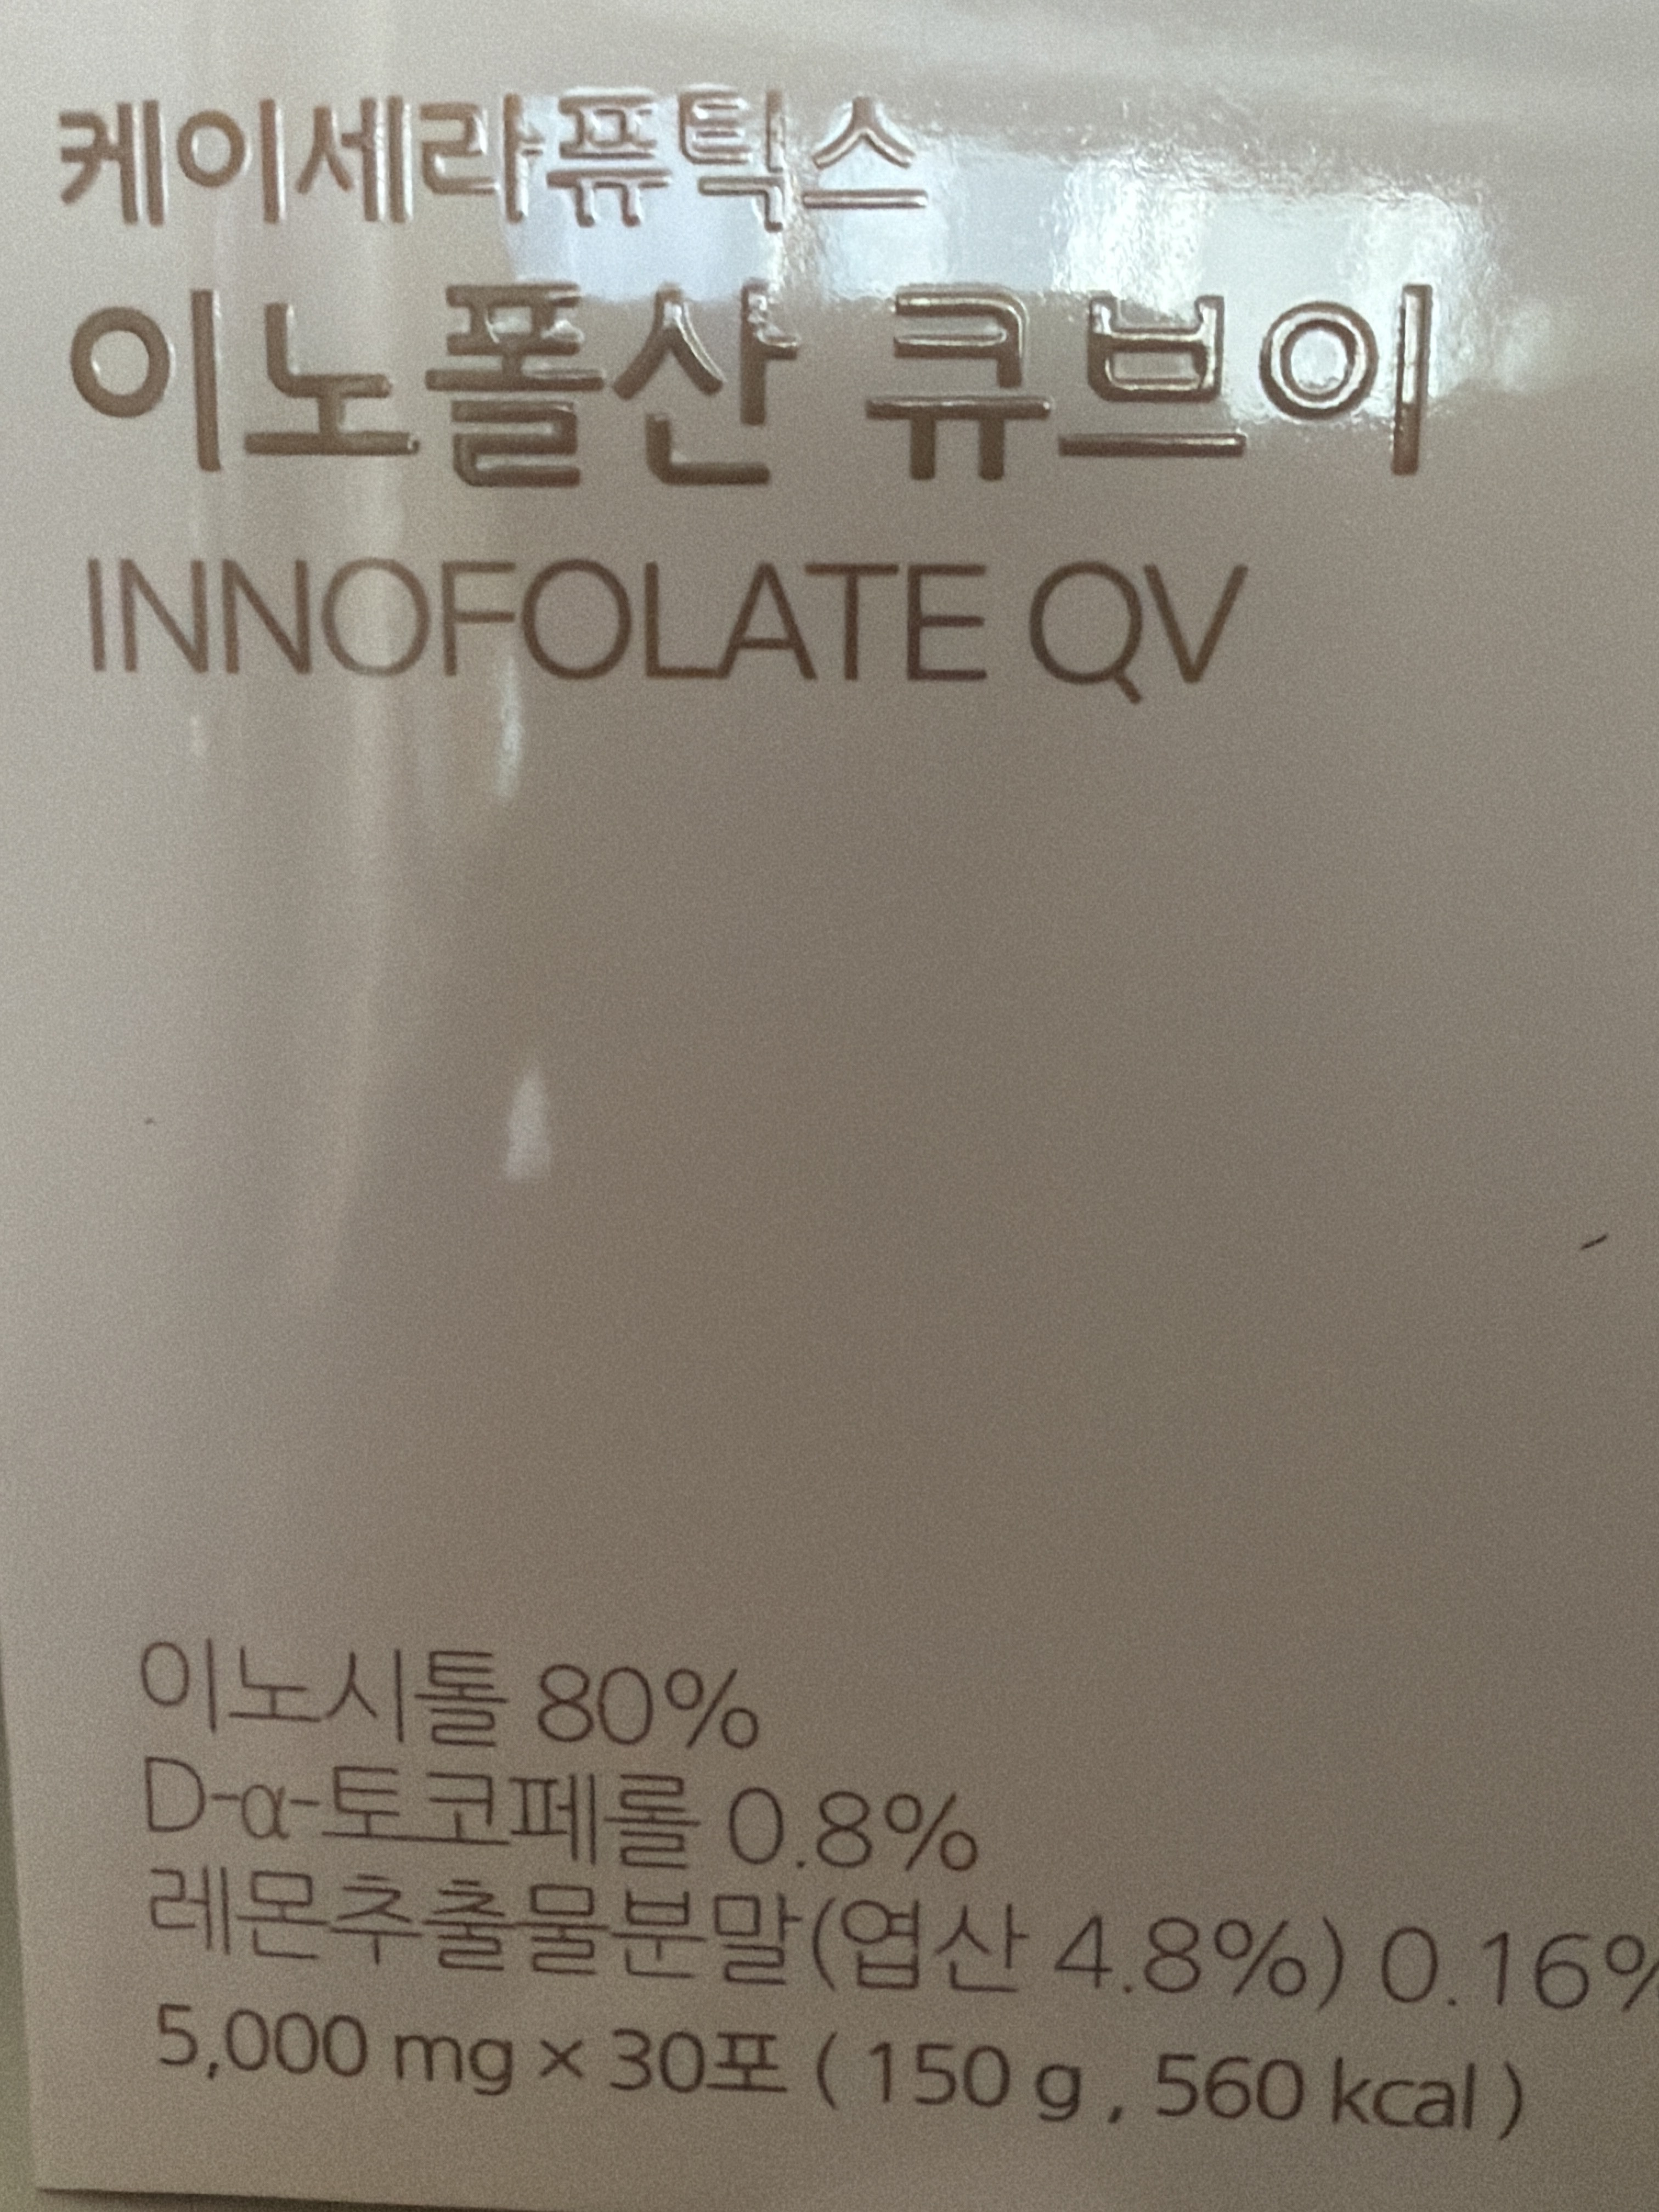 케이세라퓨틱스
이노폴산 큐브이
INNOFOLATE QV
이노시톨 80%
D-α-토코페롤 0.8%
레몬추출물분말(엽산 4.8%) 0.16%
5,000 mg × 30포 ( 150 g , 560 kcal )